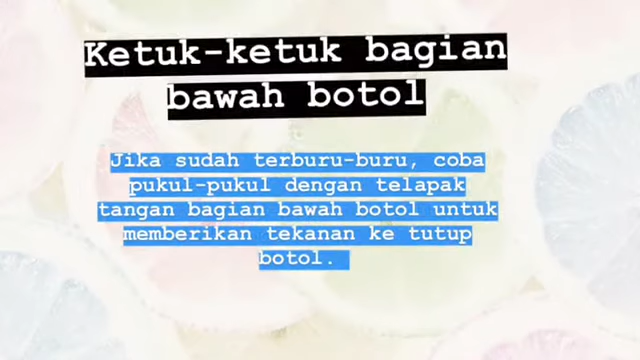 Ketuk-ketuk bagian
bawah botol
Jika sudah terburu-buru, coba
pukul-pukul dengan telapak
tangan bagian bawah botol untuk
memberikan tekanan ke tutup
botol.